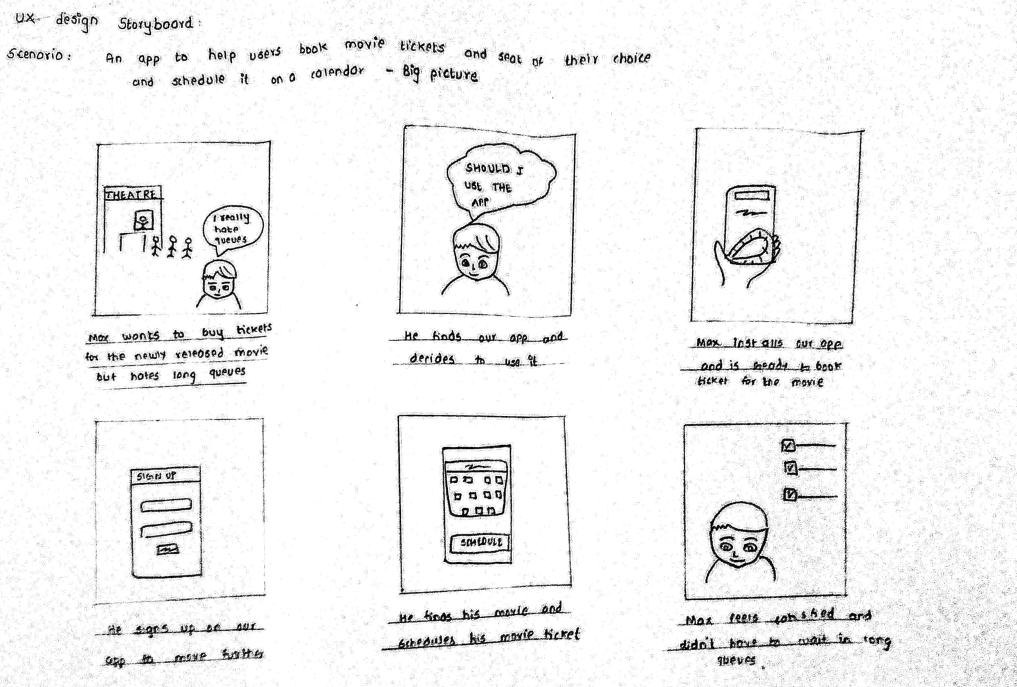 UX design Storyboard:
Scenario: An app to help users book movie tickets and seat of their choice
and schedule it on a calendar - Big picture
THEATRE
I really
hate
queues
Max wants to buy tickets
for the newly released movie
but hates long queues
SHOULD I
USE THE
APP
He finds our app and
decides to use it
Max installs our app
and is ready to book
ticket for the movie
SIGN UP
He signs up on our
app to move further
SCHEDULE
He finds his movie and
schedules his movie ticket
Max feels satisfied and
didn't have to wait in long
queues.